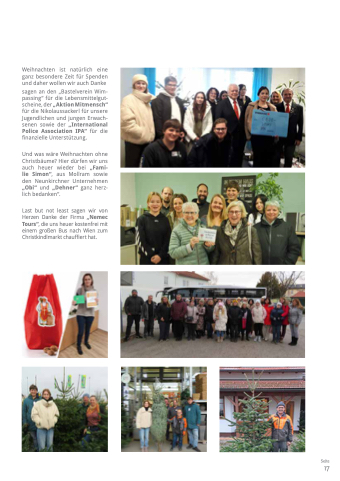 Weihnachten ist natürlich eine
ganz besondere Zeit für Spenden
und daher wollen wir auch Danke
sagen an den „Bastelverein Wim-
passing“ für die Lebensmittelgut-
scheine, der „Aktion Mitmensch“
für die Nikolaussackerl für unsere
Jugendlichen und jungen Erwach-
senen sowie der „International
Police Association IPA“ für die
finanzielle Unterstützung.
Und was wäre Weihnachten ohne
Christbäume? Hier dürfen wir uns
auch heuer wieder bei „Fami-
lie Simon“, aus Mollram sowie
den Neunkirchner Unternehmen
„Obi“ und „Dehner“ ganz herz-
lich bedanken“.
Last but not least sagen wir von
Herzen Danke der Firma „Nemec
Tours“, die uns heuer kostenfrei mit
einem großen Bus nach Wien zum
Christkindlmarkt chauffiert hat.
Seite
17